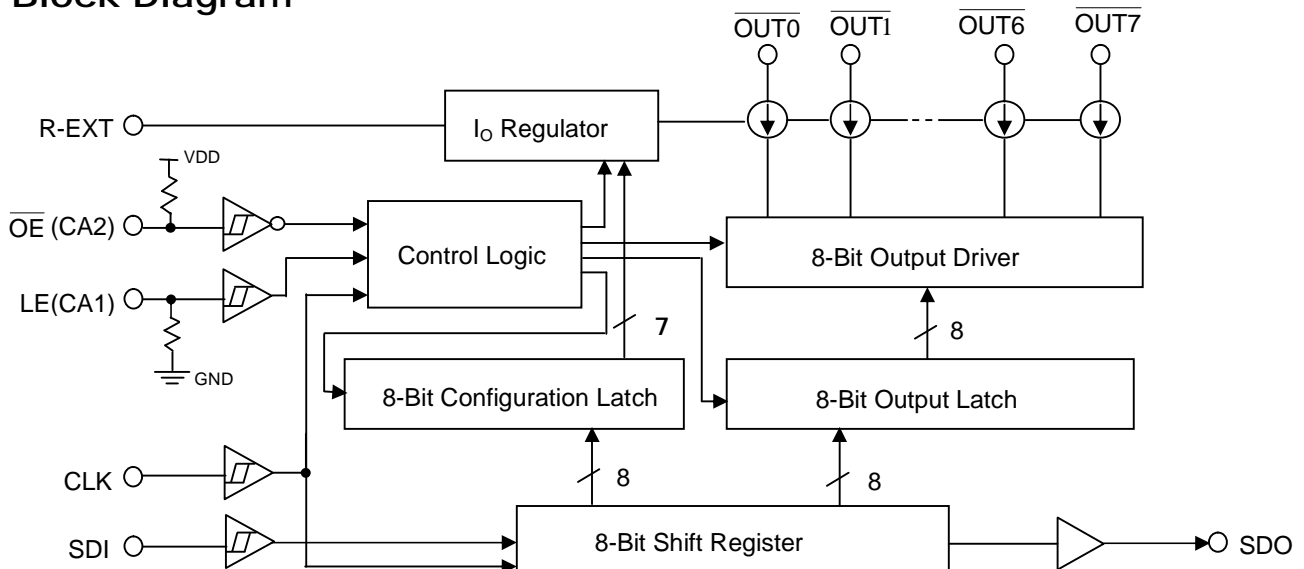 Block Diagram
OUT0 OUT1 OUT6 OUT7
R-EXT
IO Regulator
VDD
OE (CA2)
Control Logic
8-Bit Output Driver
LE(CA1)
7
8
GND
8-Bit Configuration Latch
8-Bit Output Latch
CLK
8
8
SDI
8-Bit Shift Register
SDO